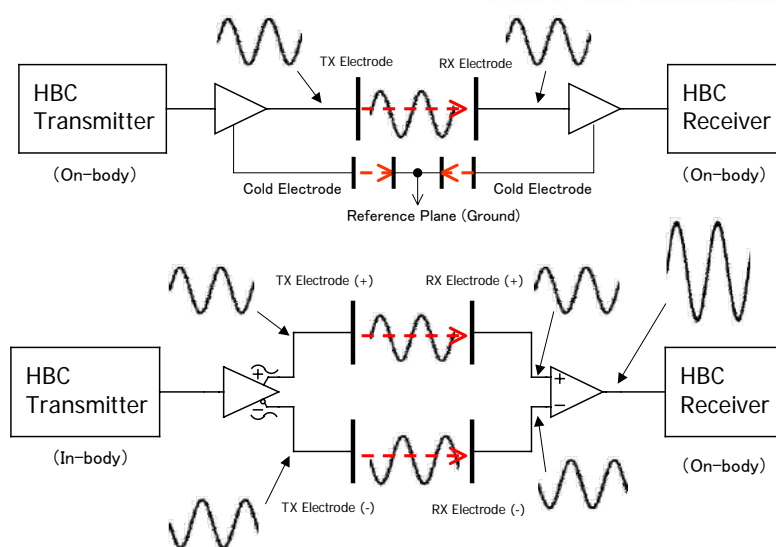 TX Electrode
RX Electrode
HBC
Transmitter
HBC
Receiver
(On-body)
(On-body)
Cold Electrode
Cold Electrode
Reference Plane (Ground)
TX Electrode (+)
RX Electrode (+)
HBC
Transmitter
+
−
+
−
HBC
Receiver
(In-body)
(On-body)
TX Electrode (-)
RX Electrode (-)